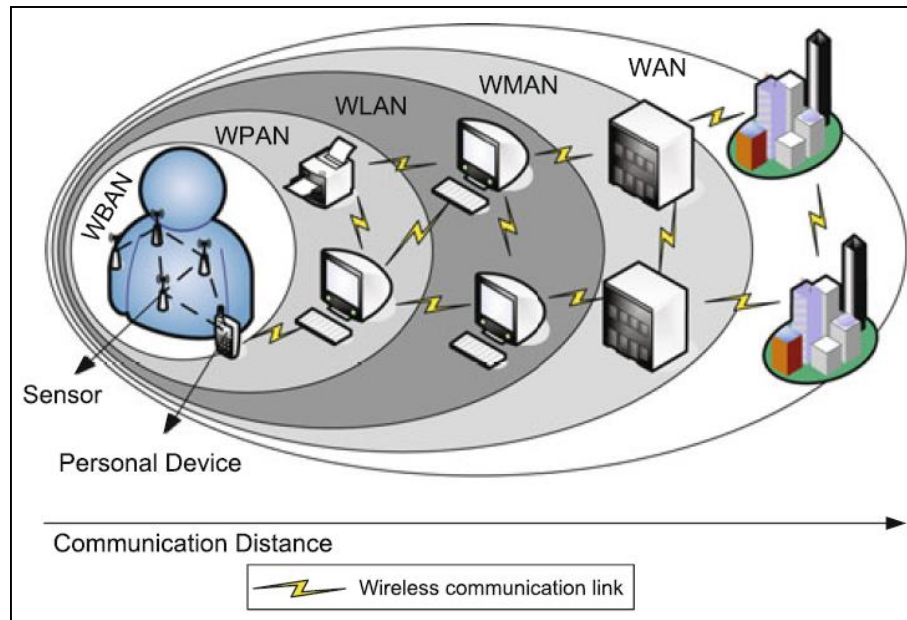 WBAN
WPAN
WLAN
WMAN
WAN
Sensor
Personal Device
Communication Distance
Wireless communication link